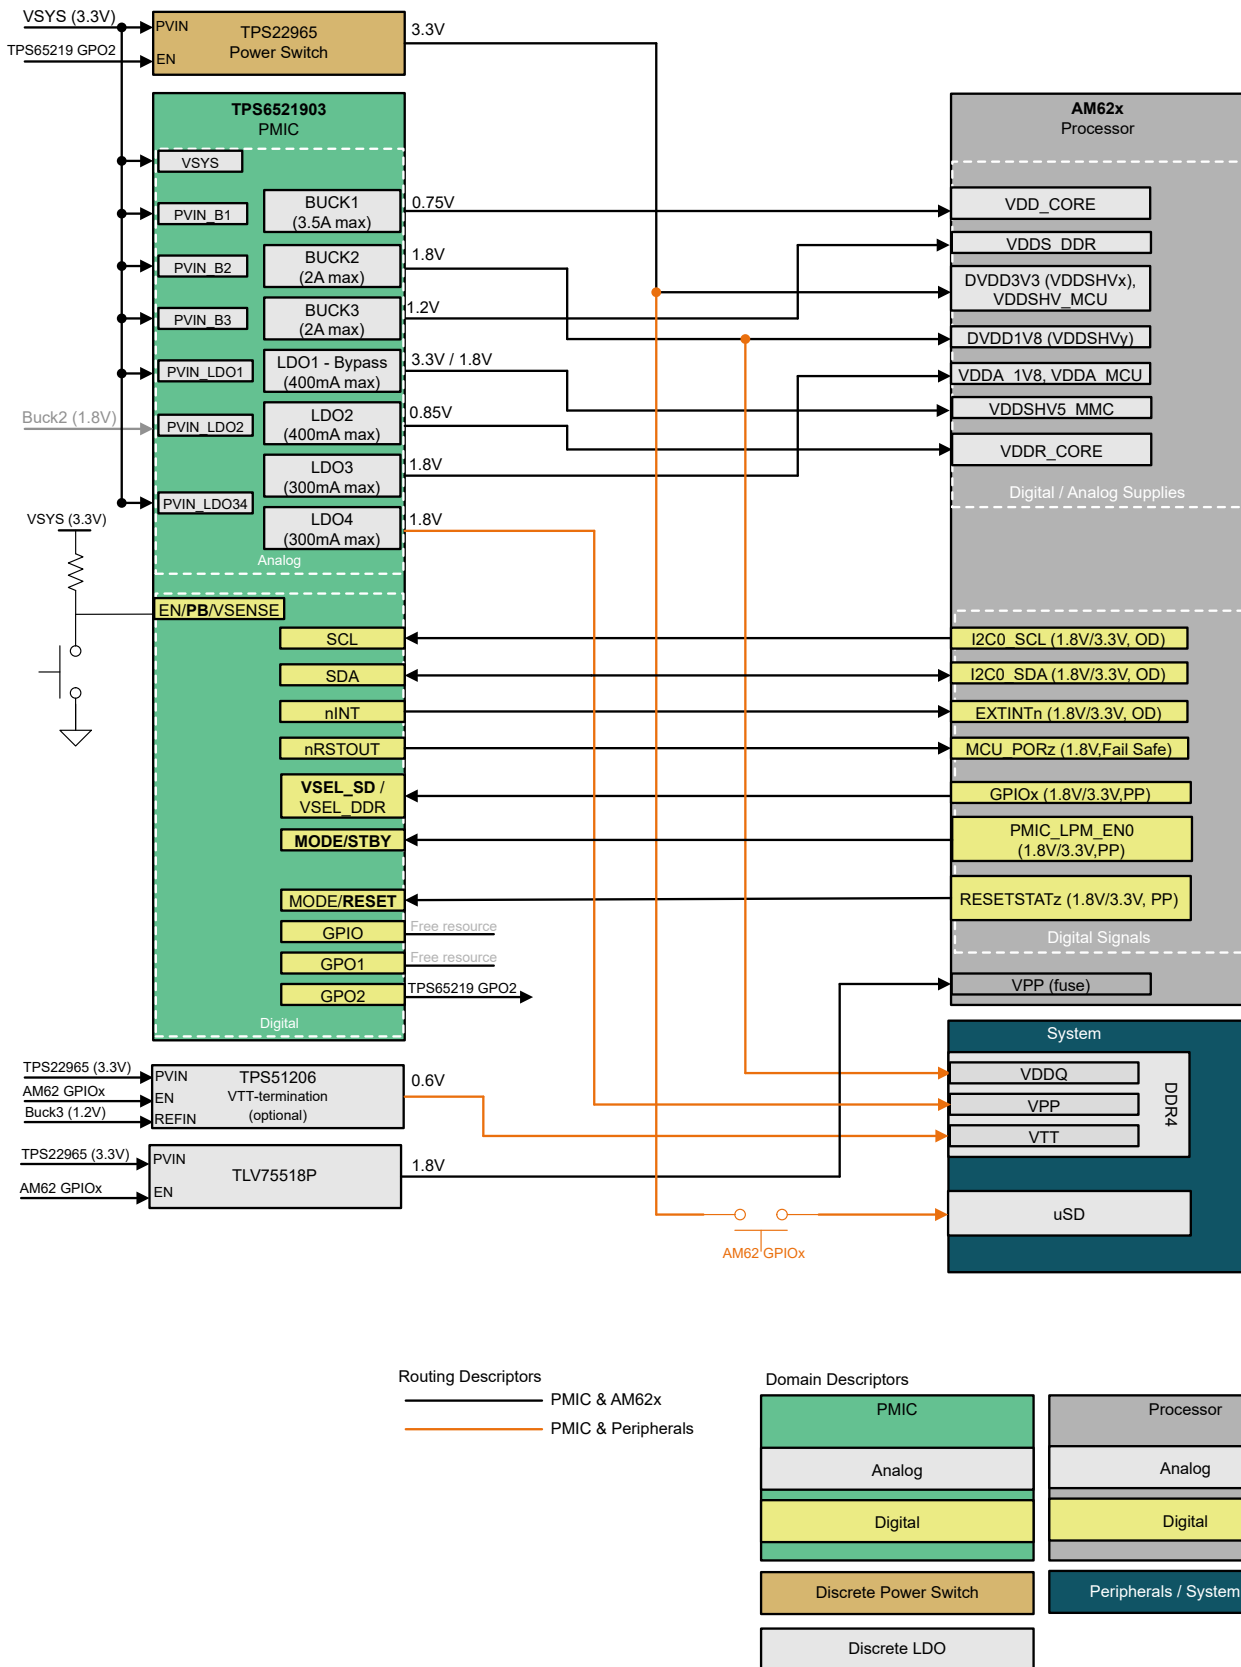 VSYS (3.3V)
TPS65219 GPO2
PVIN
EN
TPS22965
Power Switch
3.3V
TPS6521903
PMIC
VSYS
PVIN_B1
PVIN_B2
PVIN_B3
PVIN_LDO1
Buck2 (1.8V)
PVIN_LDO2
PVIN_LDO34
BUCK1
(3.5A max)
0.75V
BUCK2
(2A max)
1.8V
BUCK3
(2A max)
1.2V
LDO1 - Bypass
(400mA max)
3.3V / 1.8V
LDO2
(400mA max)
0.85V
LDO3
(300mA max)
1.8V
LDO4
(300mA max)
1.8V
Analog
VSYS (3.3V)
EN/PB/VSENSE
SCL
SDA
nINT
nRSTOUT
VSEL_SD /
VSEL_DDR
MODE/STBY
MODE/RESET
GPIO
Free resource
GPO1
Free resource
GPO2
TPS65219 GPO2
Digital
AM62x
Processor
VDD_CORE
VDDS_DDR
DVDD3V3 (VDDSHVx),
VDDSHV_MCU
DVDD1V8 (VDDSHVy)
VDDA_1V8, VDDA_MCU
VDDSHV5_MMC
VDDR_CORE
Digital / Analog Supplies
I2C0_SCL (1.8V/3.3V, OD)
I2C0_SDA (1.8V/3.3V, OD)
EXTINTn (1.8V/3.3V, OD)
MCU_PORz (1.8V,Fail Safe)
GPIOx (1.8V/3.3V,PP)
PMIC_LPM_EN0
(1.8V/3.3V,PP)
RESETSTATz (1.8V/3.3V, PP)
Digital Signals
VPP (fuse)
TPS22965 (3.3V)
AM62 GPIOx
Buck3 (1.2V)
PVIN
EN
REFIN
TPS51206
VTT-termination
(optional)
0.6V
TPS22965 (3.3V)
AM62 GPIOx
PVIN
EN
TLV75518P
1.8V
System
VDDQ
VPP
VTT
DDR4
uSD
AM62 GPIOx
Routing Descriptors
PMIC & AM62x
PMIC & Peripherals
Domain Descriptors
PMIC
Analog
Digital
Processor
Analog
Digital
Discrete Power Switch
Peripherals / System
Discrete LDO